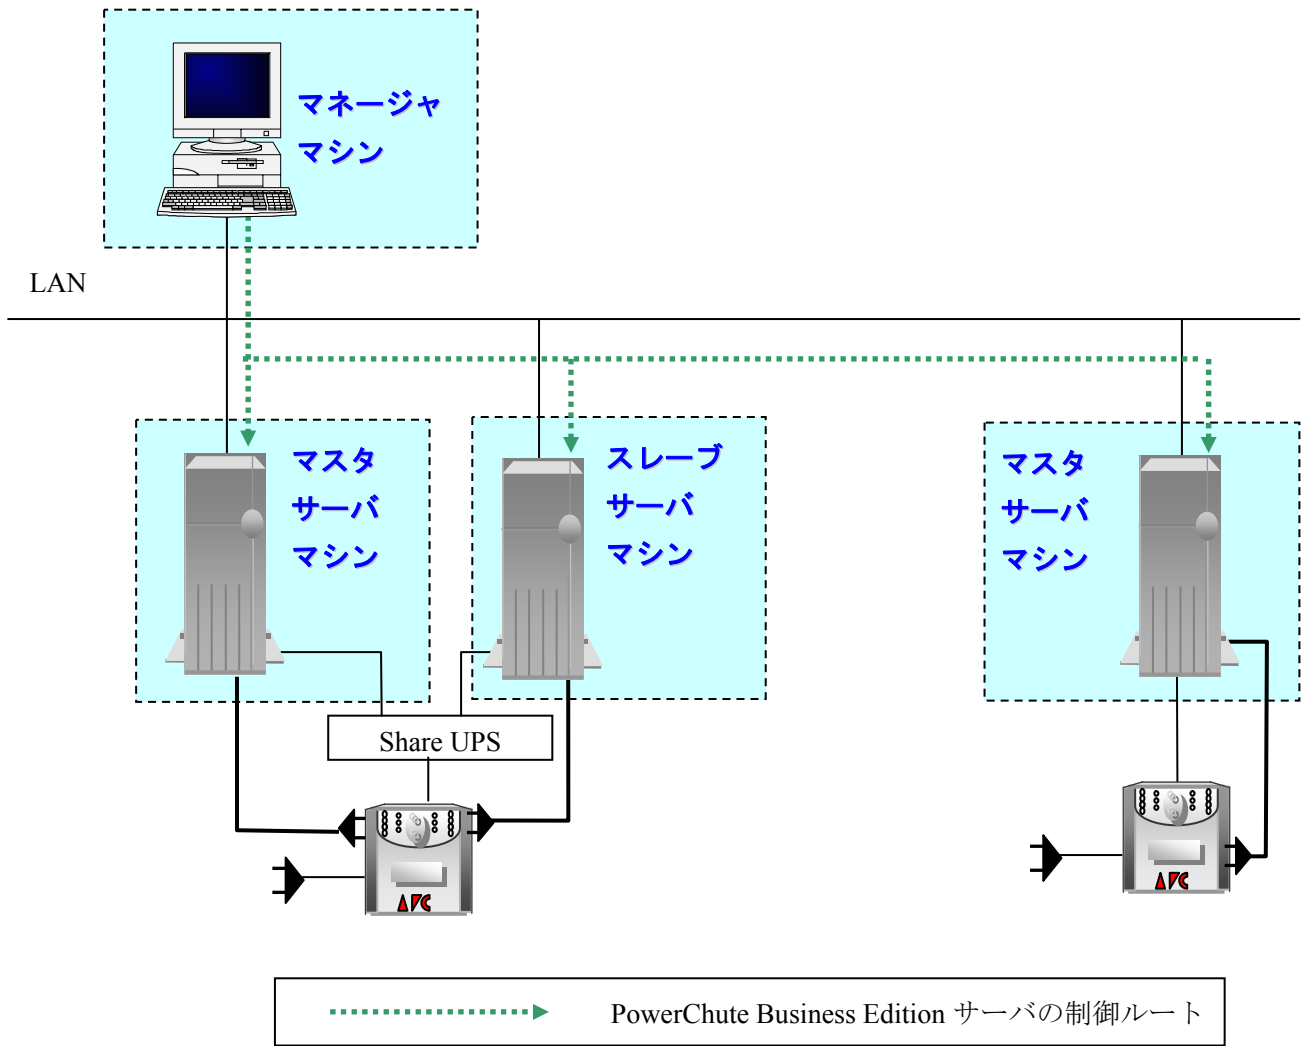 マネージャ
マシン
LAN
マスタ
サーバ
マシン
スレーブ
サーバ
マシン
マスタ
サーバ
マシン
Share UPS
APC
APC
PowerChute Business Edition サーバの制御ルート